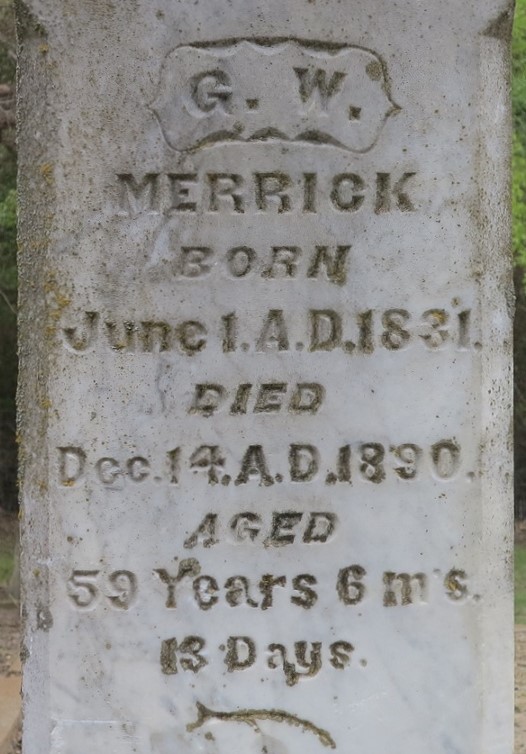 G. W.
MERRICK
BORN
June 1. A.D. 1831.
DIED
Dec. 14. A.D. 1890.
AGED
59 Years 6 m's.
13 Days.